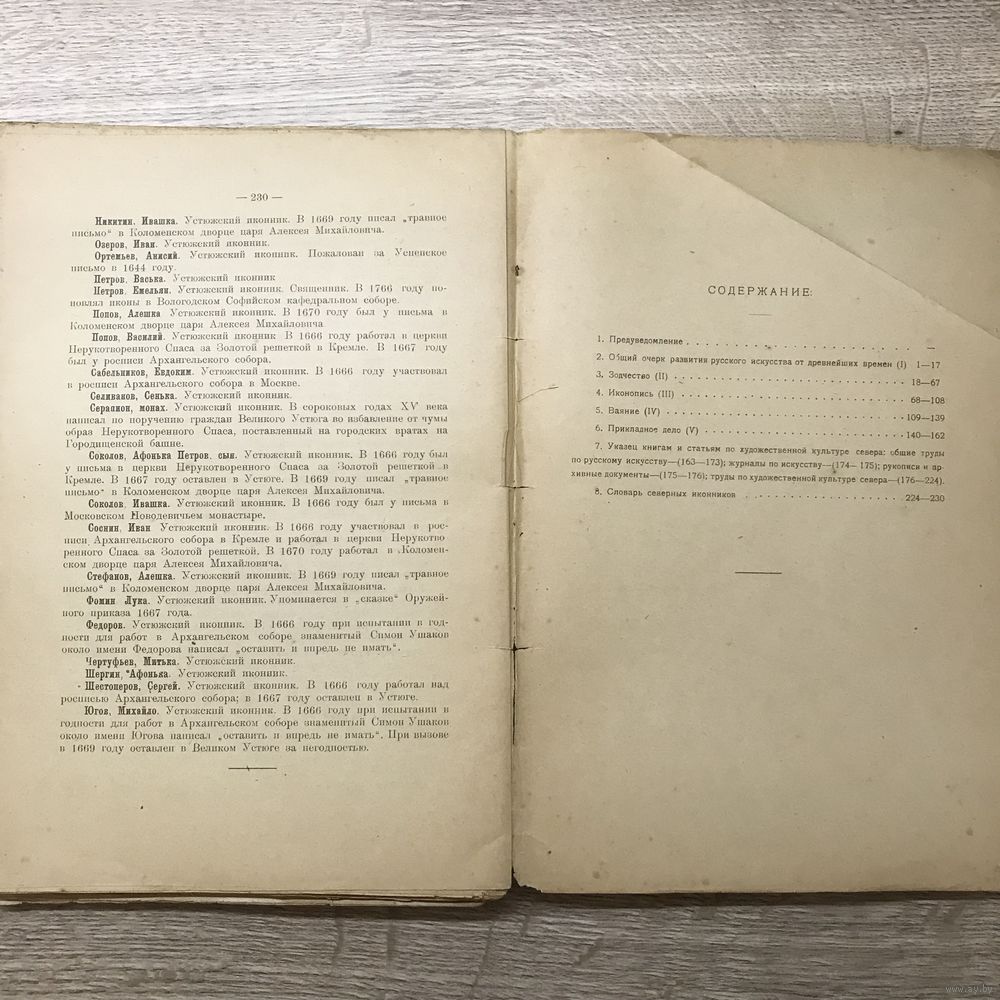 — 230 —
Никитин, Ивашка. Устюжский иконник. В 1669 году писал „травное
письмо“ в Коломенском дворце царя Алексея Михайловича.
Озеров, Иван. Устюжский иконник.
Ортемьев, Анисий. Устюжский иконник. Пожалован за Успенское
письмо в 1644 году.
Петров, Васька. Устюжский иконник
Петров, Емельян. Устюжский иконник. Священник. В 1766 году по-
новлял иконы в Вологодском Софийском кафедральном соборе.
Попов, Алешка Устюжский иконник. В 1670 году был у письма в
Коломенском дворце царя Алексея Михайловича
Попов, Василий. Устюжский иконник В 1666 году работал в церкви
Нерукотворенного Спаса за Золотой решеткой в Кремле. В 1667 году
был у росписи Архангельского собора.
Сабельников, Евдоким. Устюжский иконник. В 1666 году участвовал
в росписи Архангельского собора в Москве.
Селиванов, Сенька. Устюжский иконник.
Серапион, монах. Устюжский иконник. В сороковых годах XV века
написал по поручению граждан Великого Устюга во избавление от чумы
образ Нерукотворенного Спаса, поставленный на городских вратах на
Городищенской башне.
Соколов, Афонька Петров. сын. Устюжский иконник. В 1666 году был
у письма в церкви Нерукотворенного Спаса за Золотой решеткой в
Кремле. В 1667 году оставлен в Устюге. В 1669 году писал „травное
письмо“ в Коломенском дворце царя Алексея Михайловича.
Соколов, Ивашка. Устюжский иконник. В 1666 году был у письма в
Московском Новодевичьем монастыре.
Соснин, Иван Устюжский иконник. В 1666 году участвовал в рос-
писи Архангельского собора в Кремле и работал в церкви Нерукотво
ренного Спаса за Золотой решеткой. В 1670 году работал в Коломен-
ском дворце царя Алексея Михайловича.
Стефанов, Алешка. Устюжский иконник. В 1669 году писал „травное
письмо“ в Коломенском дворце царя Алексея Михайловича.
Фомин Лука. Устюжский иконник. Упоминается в „сказке“ Оружей-
ного приказа 1667 года.
Федоров. Устюжский иконник. В 1666 году при испытании в год-
ности для работ в Архангельском соборе знаменитый Симон Ушаков
около имени Федорова написал „оставить и впредь не имать“.
Чертуфьев, Митька. Устюжский иконник.
Шергин, Афонька. Устюжский иконник.
Шестоперов, Сергей. Устюжский иконник. В 1666 году работал над
росписью Архангельского собора; в 1667 году оставлен в Устюге.
Югов, Михайло. Устюжский иконник. В 1666 году при испытании в
годности для работ в Архангельском соборе знаменитый Симон Ушаков
около имени Югова написал „оставить и впредь не имать“. При вызове
в 1669 году оставлен в Великом Устюге за негодностью.
СОДЕРЖАНИЕ:
1. Предуведомление . . . . . . . . . . . . . . . . . . —
2. Общий очерк развития русского искусства от древнейших времен (I) 1—17
3. Зодчество (II) . . . . . . . . . . . . . . . . . . 18—67
4. Иконопись (III) . . . . . . . . . . . . . . . . . . 68—108
5. Ваяние (IV) . . . . . . . . . . . . . . . . . . 109—139
6. Прикладное дело (V) . . . . . . . . . . . . . . . . . . 140—162
7. Указец книгам и статьям по художественной культуре севера: общие труды
по русскому искусству—(163—173); журналы по искусству—(174—175); рукописи и ар-
хивные документы—(175—176); труды по художественной культуре севера—(176—224).
8. Словарь северных иконников . . . . . . . . . . . . . . . 224—230
www.ay.by